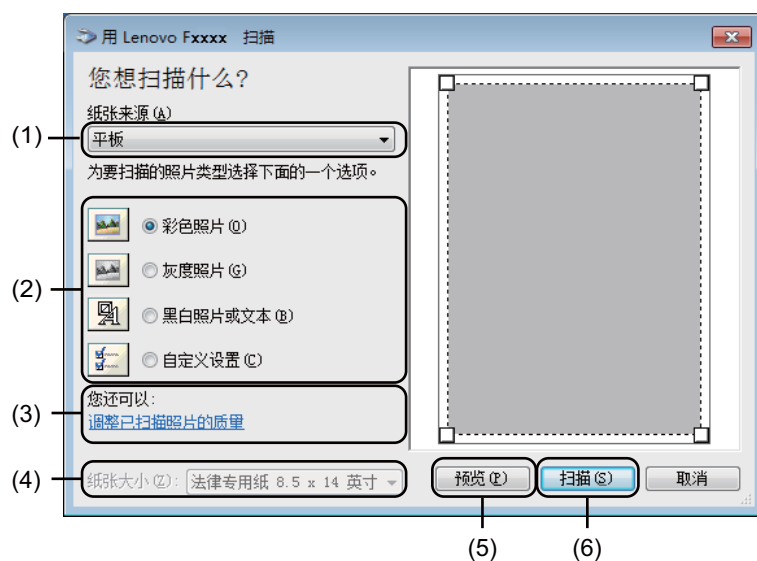 用 Lenovo Fxxxx 扫描
您想扫描什么?
纸张来源(A)
(1)
平板
为要扫描的照片类型选择下面的一个选项。
彩色照片(O)
灰度照片(G)
(2)
黑白照片或文本(B)
自定义设置(C)
您还可以:
(3)
调整已扫描照片的质量
(4)
纸张大小(Z): 法律专用纸 8.5 x 14 英寸
预览(P) 扫描(S) 取消
(5) (6)